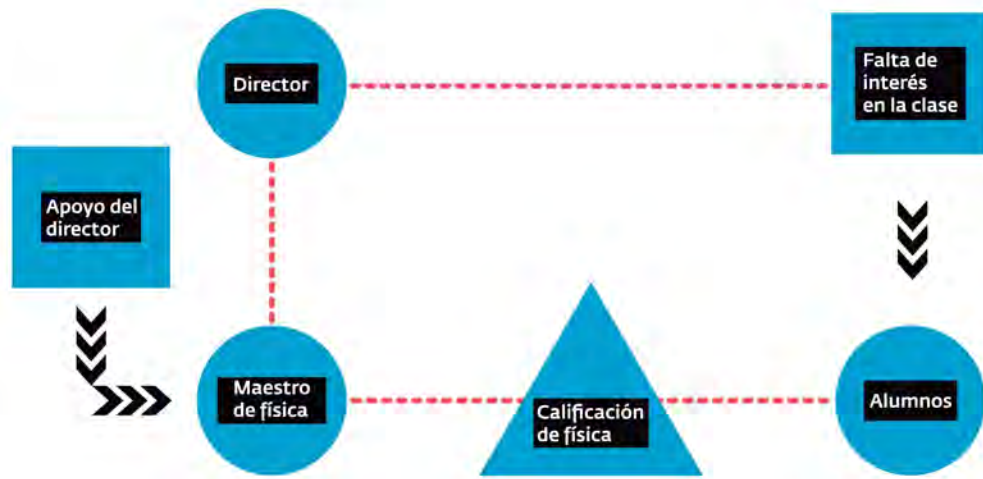 Director
Falta de
interés
en la clase
Apoyo del
director
Maestro
de física
Calificación
de física
Alumnos